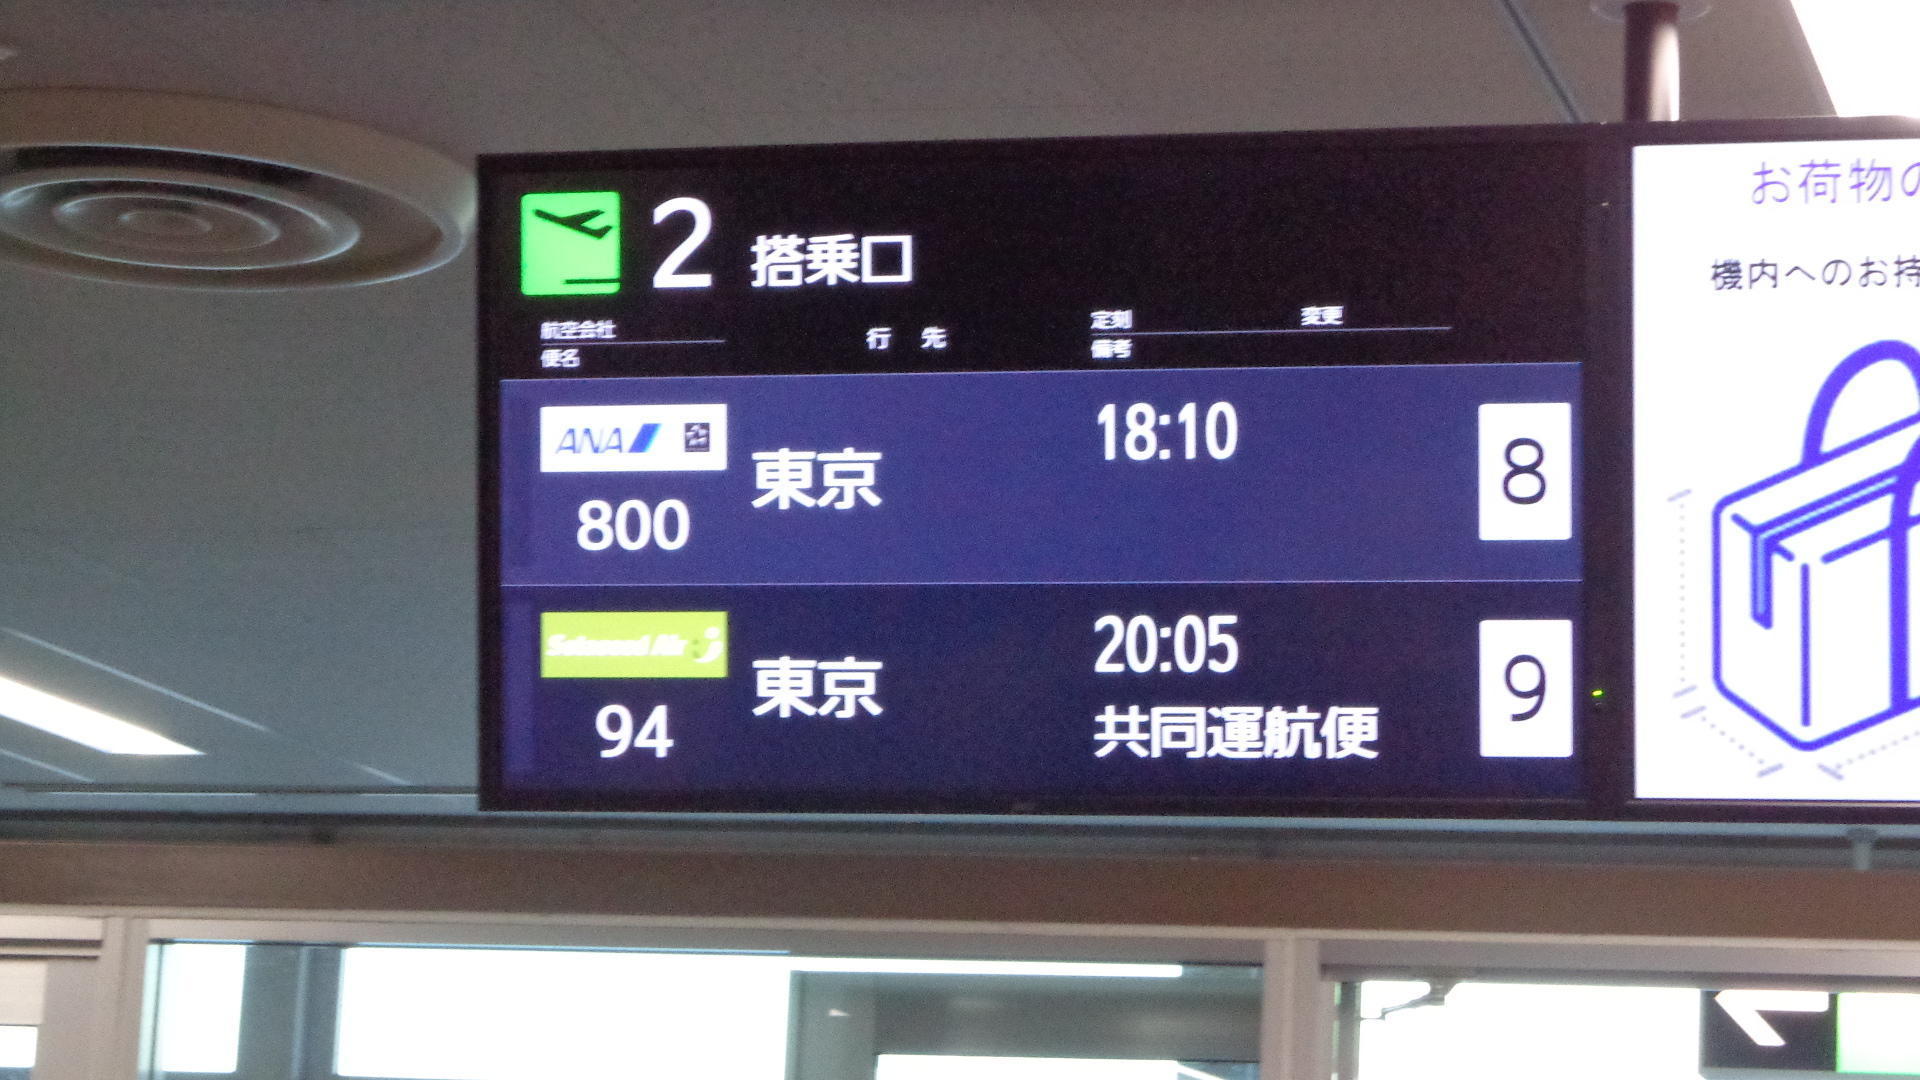 2 搭乗口
航空会社
便名
行先
定刻 変更
備考
ANA
800
東京
18:10
8
Solaseed Air
94
東京
20:05
共同運航便
9
お荷物の
機内へのお持